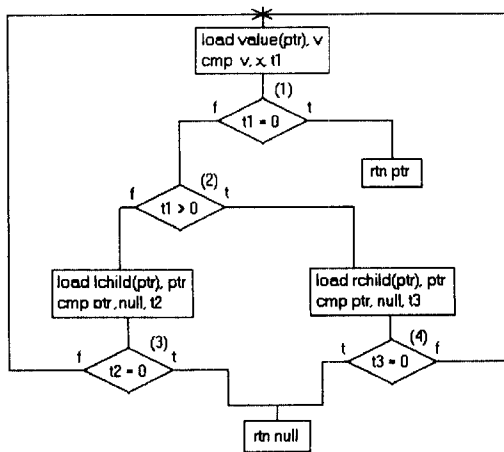 load value(ptr), v
cmp v, x, t1
(1)
f
t
t1 = 0
rtn ptr
(2)
f
t
t1 > 0
load lchild(ptr), ptr
cmp ptr, null, t2
load rchild(ptr), ptr
cmp ptr, null, t3
(3)
f
t
t2 = 0
(4)
t
f
t3 = 0
rtn null